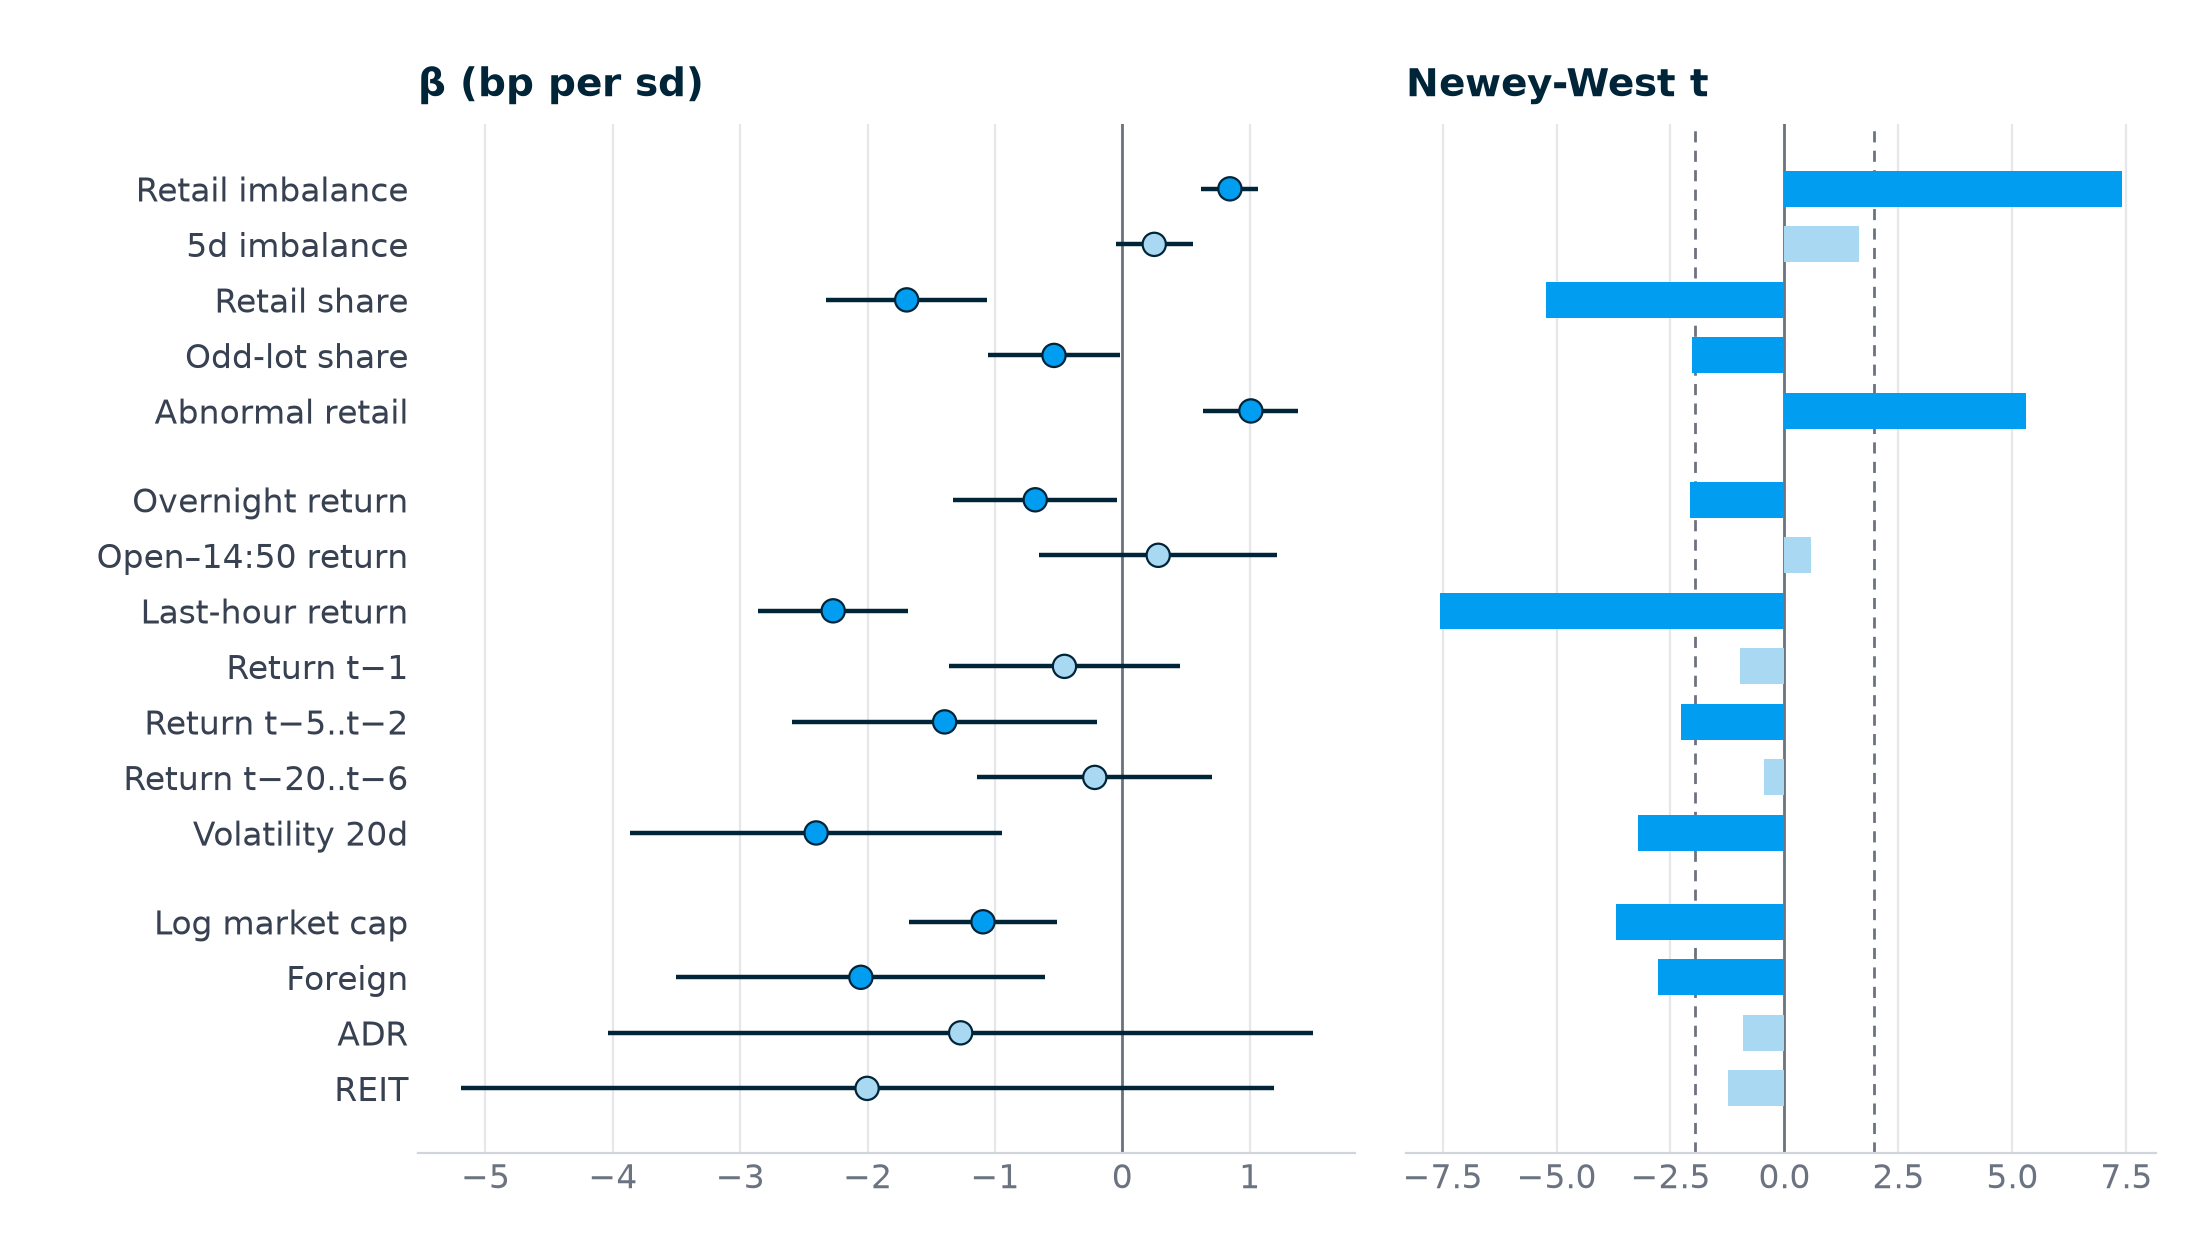 β (bp per sd)
Newey-West t
Retail imbalance
5d imbalance
Retail share
Odd-lot share
Abnormal retail
Overnight return
Open–14:50 return
Last-hour return
Return t−1
Return t−5..t−2
Return t−20..t−6
Volatility 20d
Log market cap
Foreign
ADR
REIT
−5 −4 −3 −2 −1 0 1
−7.5 −5.0 −2.5 0.0 2.5 5.0 7.5